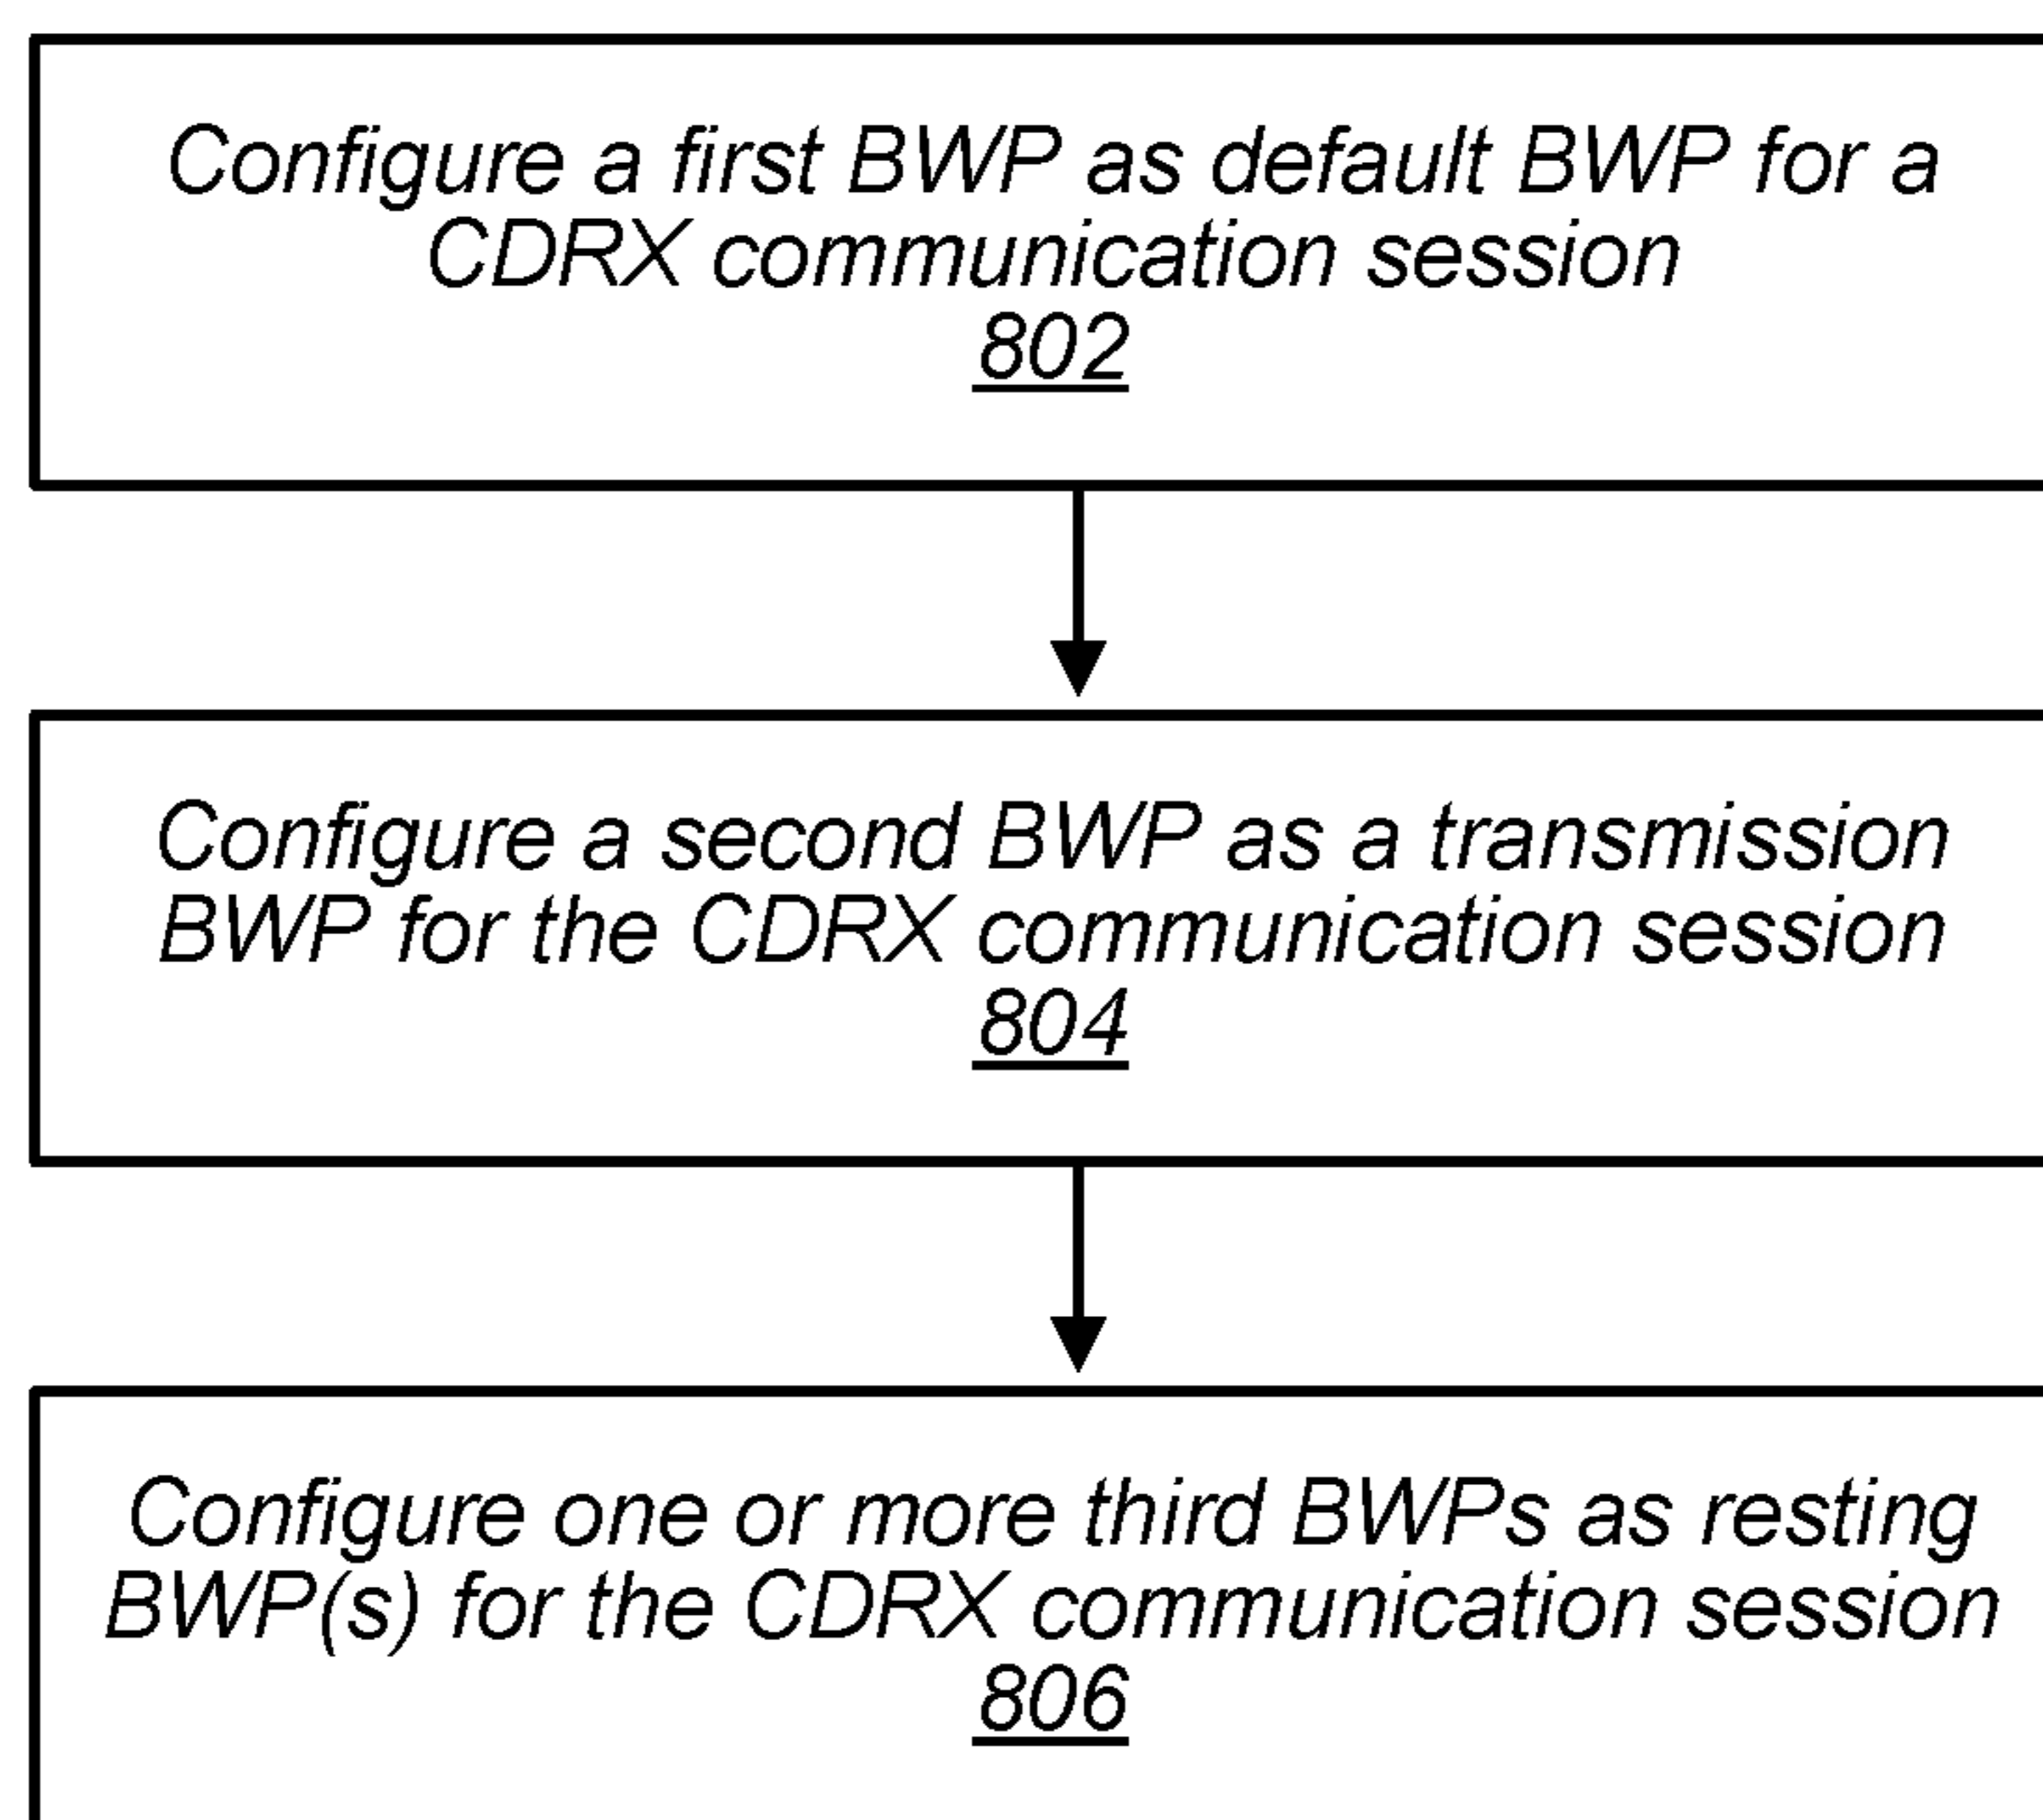 Configure a first BWP as default BWP for a
CDRX communication session
802
Configure a second BWP as a transmission
BWP for the CDRX communication session
804
Configure one or more third BWPs as resting
BWP(s) for the CDRX communication session
806